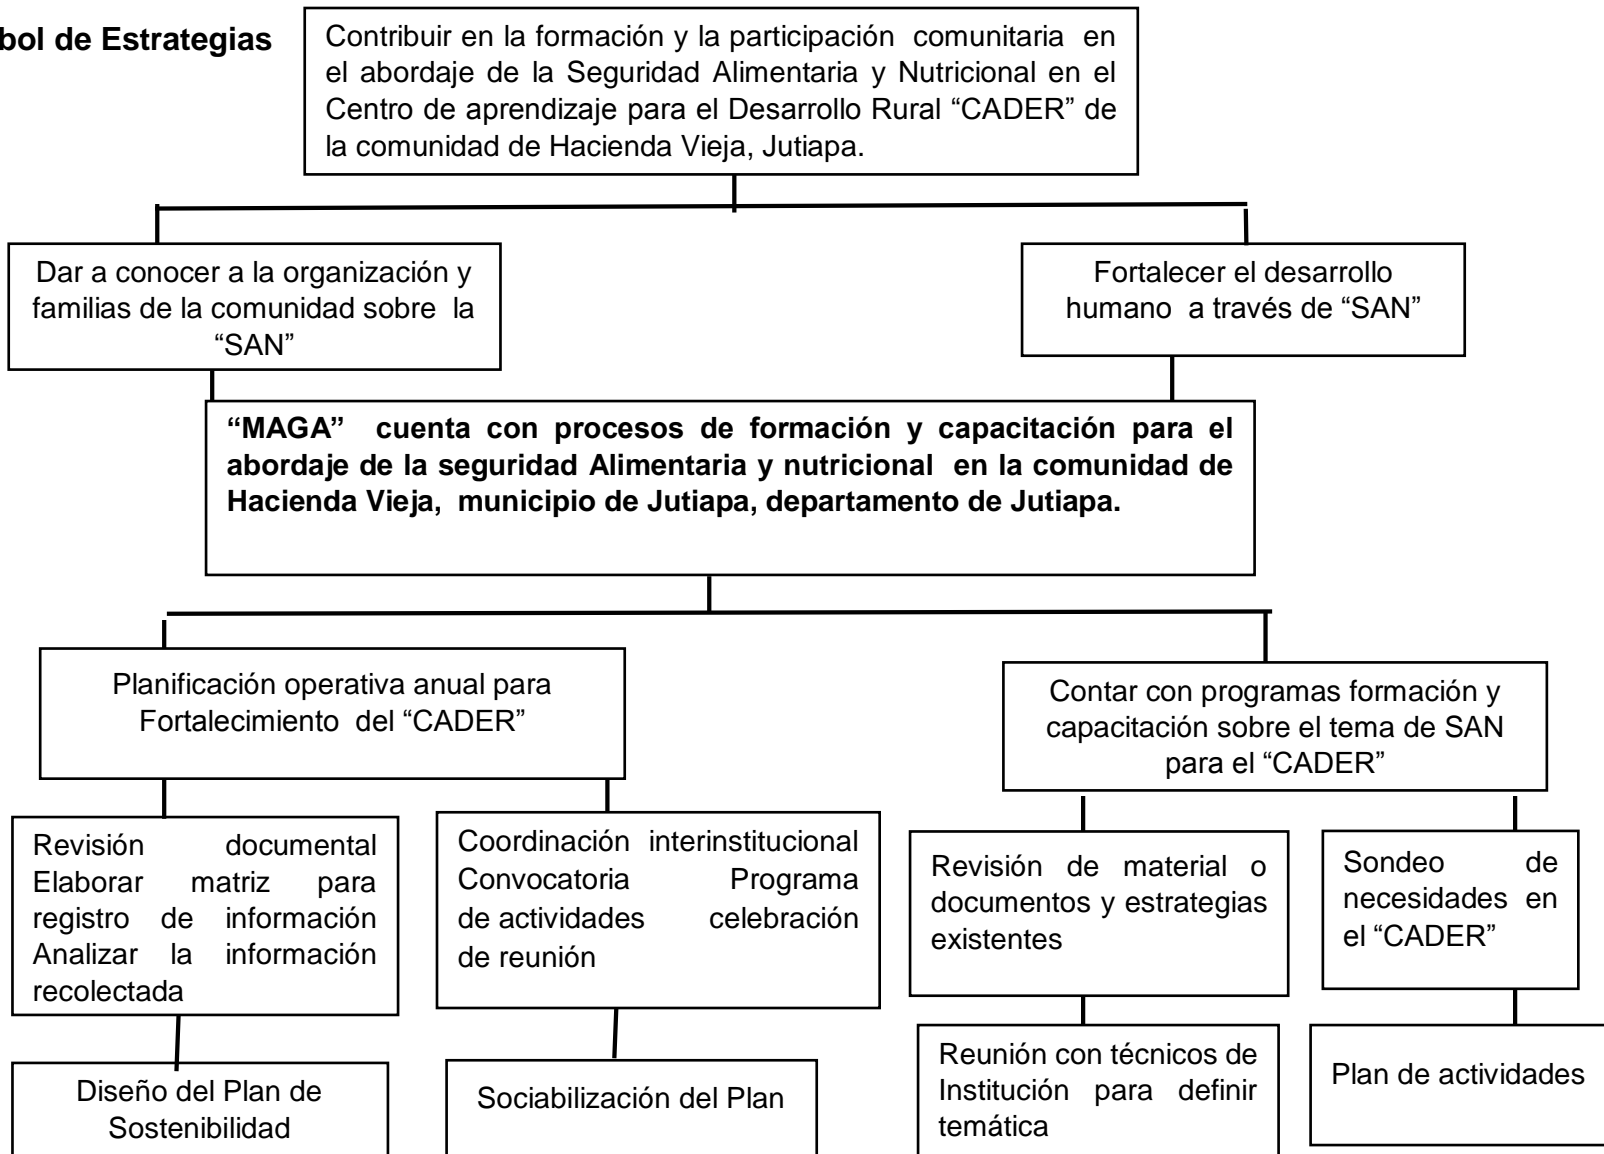 bol de Estrategias
Contribuir en la formación y la participación comunitaria en
el abordaje de la Seguridad Alimentaria y Nutricional en el
Centro de aprendizaje para el Desarrollo Rural “CADER” de
la comunidad de Hacienda Vieja, Jutiapa.
Dar a conocer a la organización y
familias de la comunidad sobre la
“SAN”
Fortalecer el desarrollo
humano a través de “SAN”
“MAGA” cuenta con procesos de formación y capacitación para el
abordaje de la seguridad Alimentaria y nutricional en la comunidad de
Hacienda Vieja, municipio de Jutiapa, departamento de Jutiapa.
Planificación operativa anual para
Fortalecimiento del “CADER”
Contar con programas formación y
capacitación sobre el tema de SAN
para el “CADER”
Revisión documental
Elaborar matriz para
registro de información
Analizar la información
recolectada
Coordinación interinstitucional
Convocatoria Programa
de actividades celebración
de reunión
Revisión de material o
documentos y estrategias
existentes
Sondeo de
necesidades en
el “CADER”
Diseño del Plan de
Sostenibilidad
Sociabilización del Plan
Reunión con técnicos de
Institución para definir
temática
Plan de actividades